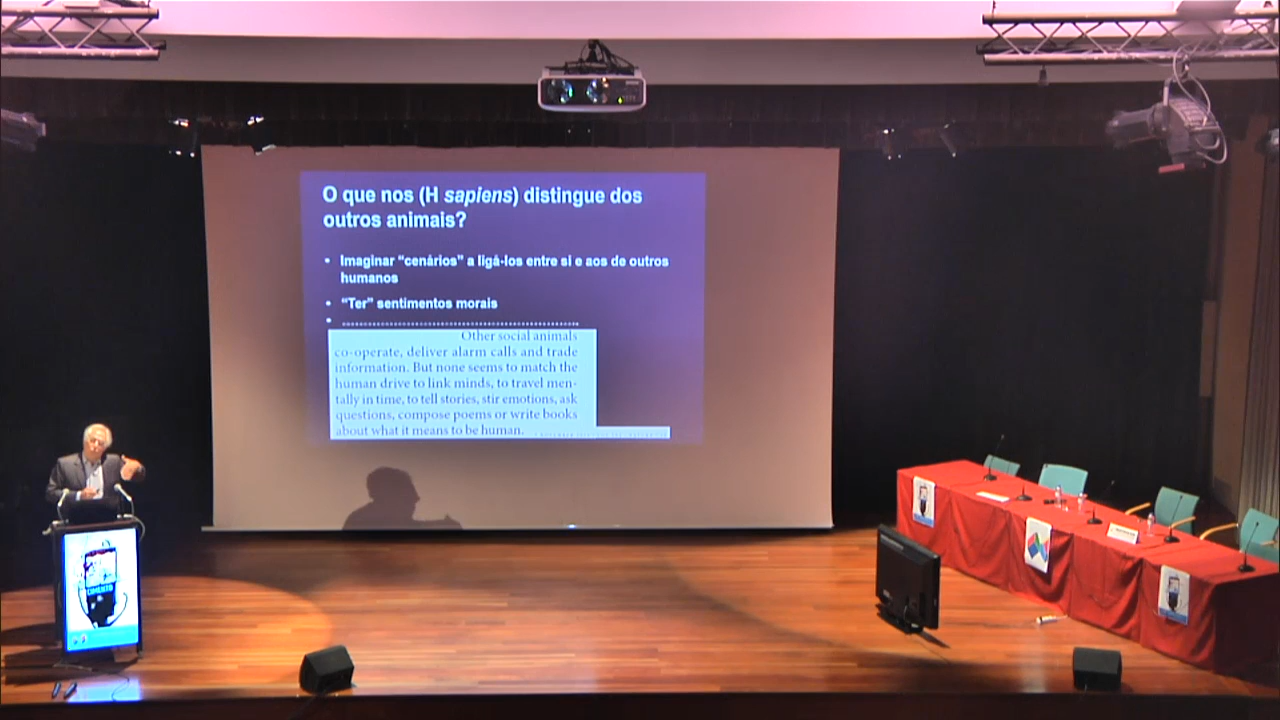 O que nos (H sapiens) distingue dos
outros animais?
• Imaginar “cenários” a ligá-los entre si e aos de outros
humanos
• “Ter” sentimentos morais
• ............................................................
Other social animals
co-operate, deliver alarm calls and trade
information. But none seems to match the
human drive to link minds, to travel men-
tally in time, to tell stories, stir emotions, ask
questions, compose poems or write books
about what it means to be human.
CIMENTO